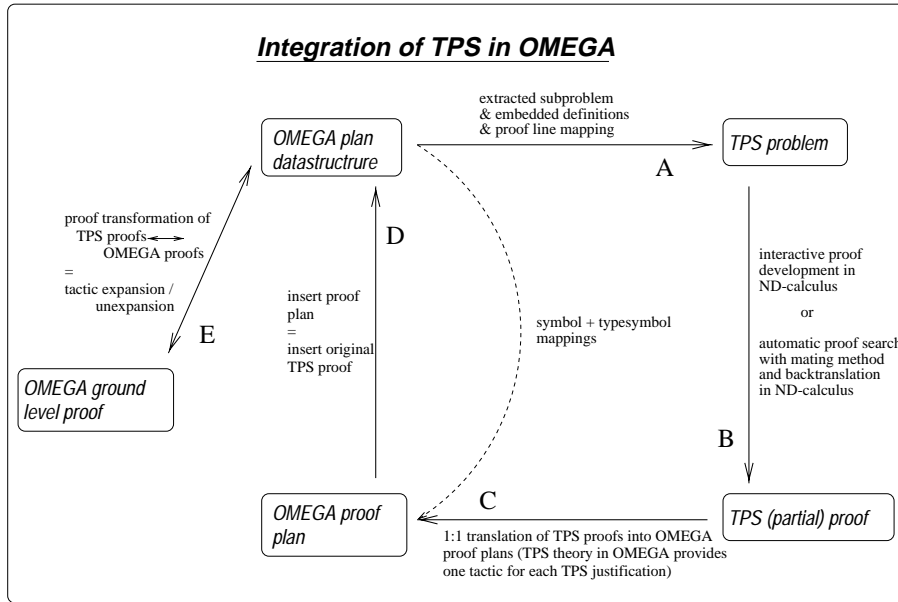 Integration of TPS in OMEGA
extracted subproblem
& embedded definitions
& proof line mapping
OMEGA plan
datastructrure
TPS problem
A
proof transformation of
TPS proofs
OMEGA proofs
=
tactic expansion /
unexpansion
D
E
insert proof
plan
=
insert original
TPS proof
symbol + typesymbol
mappings
interactive proof
development in
ND-calculus
or
automatic proof search
with mating method
and backtranslation
in ND-calculus
OMEGA ground
level proof
B
OMEGA proof
plan
C
TPS (partial) proof
1:1 translation of TPS proofs into OMEGA
proof plans (TPS theory in OMEGA provides
one tactic for each TPS justification)